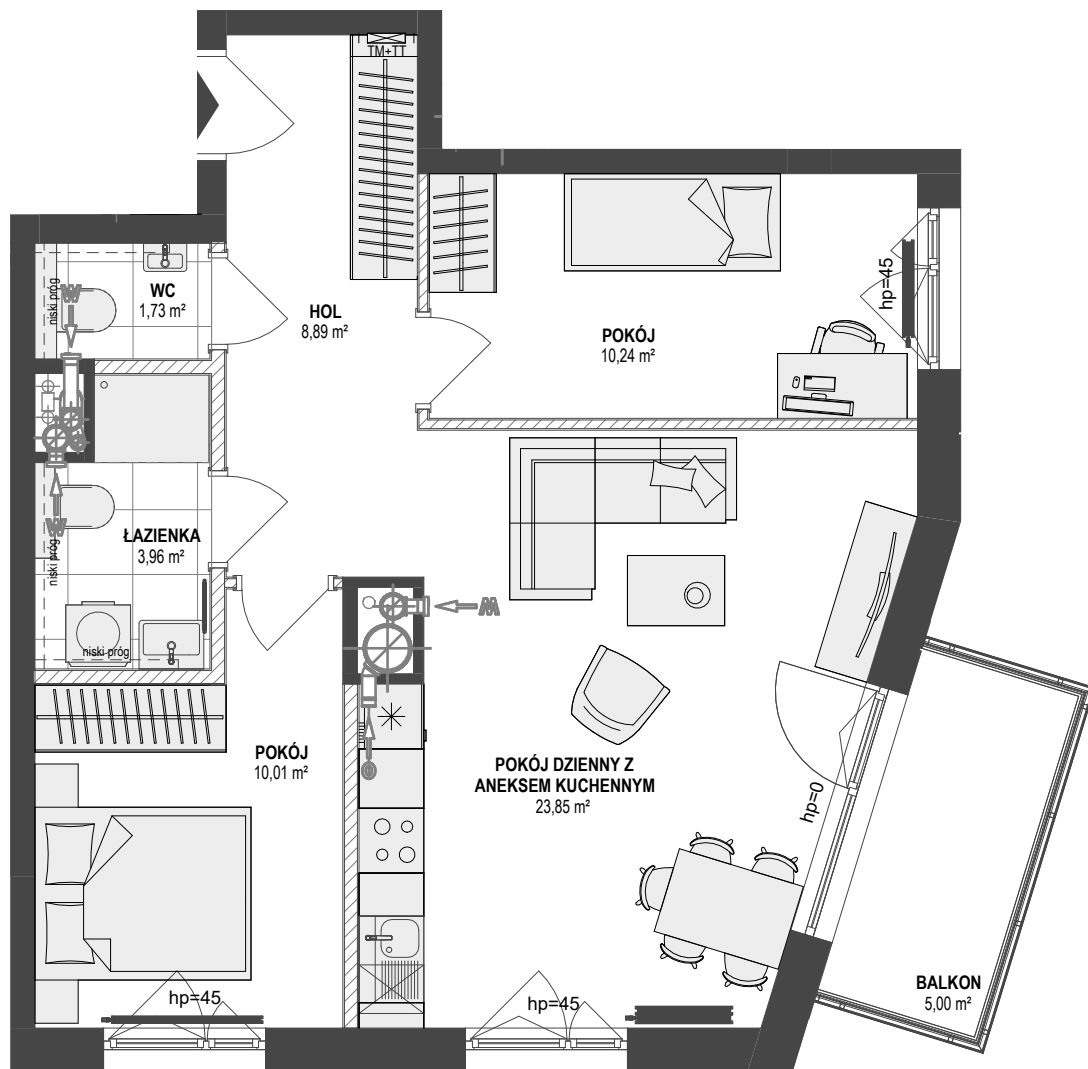 TM+TT
WC
1,73 m²
niski próg
W
HOL
8,89 m²
POKÓJ
10,24 m²
hp=45
ŁAZIENKA
3,96 m²
niski próg
W
niski próg
W
POKÓJ
10,01 m²
O
POKÓJ DZIENNY Z
ANEKSEM KUCHENNYM
23,85 m²
hp=0
hp=45
hp=45
BALKON
5,00 m²